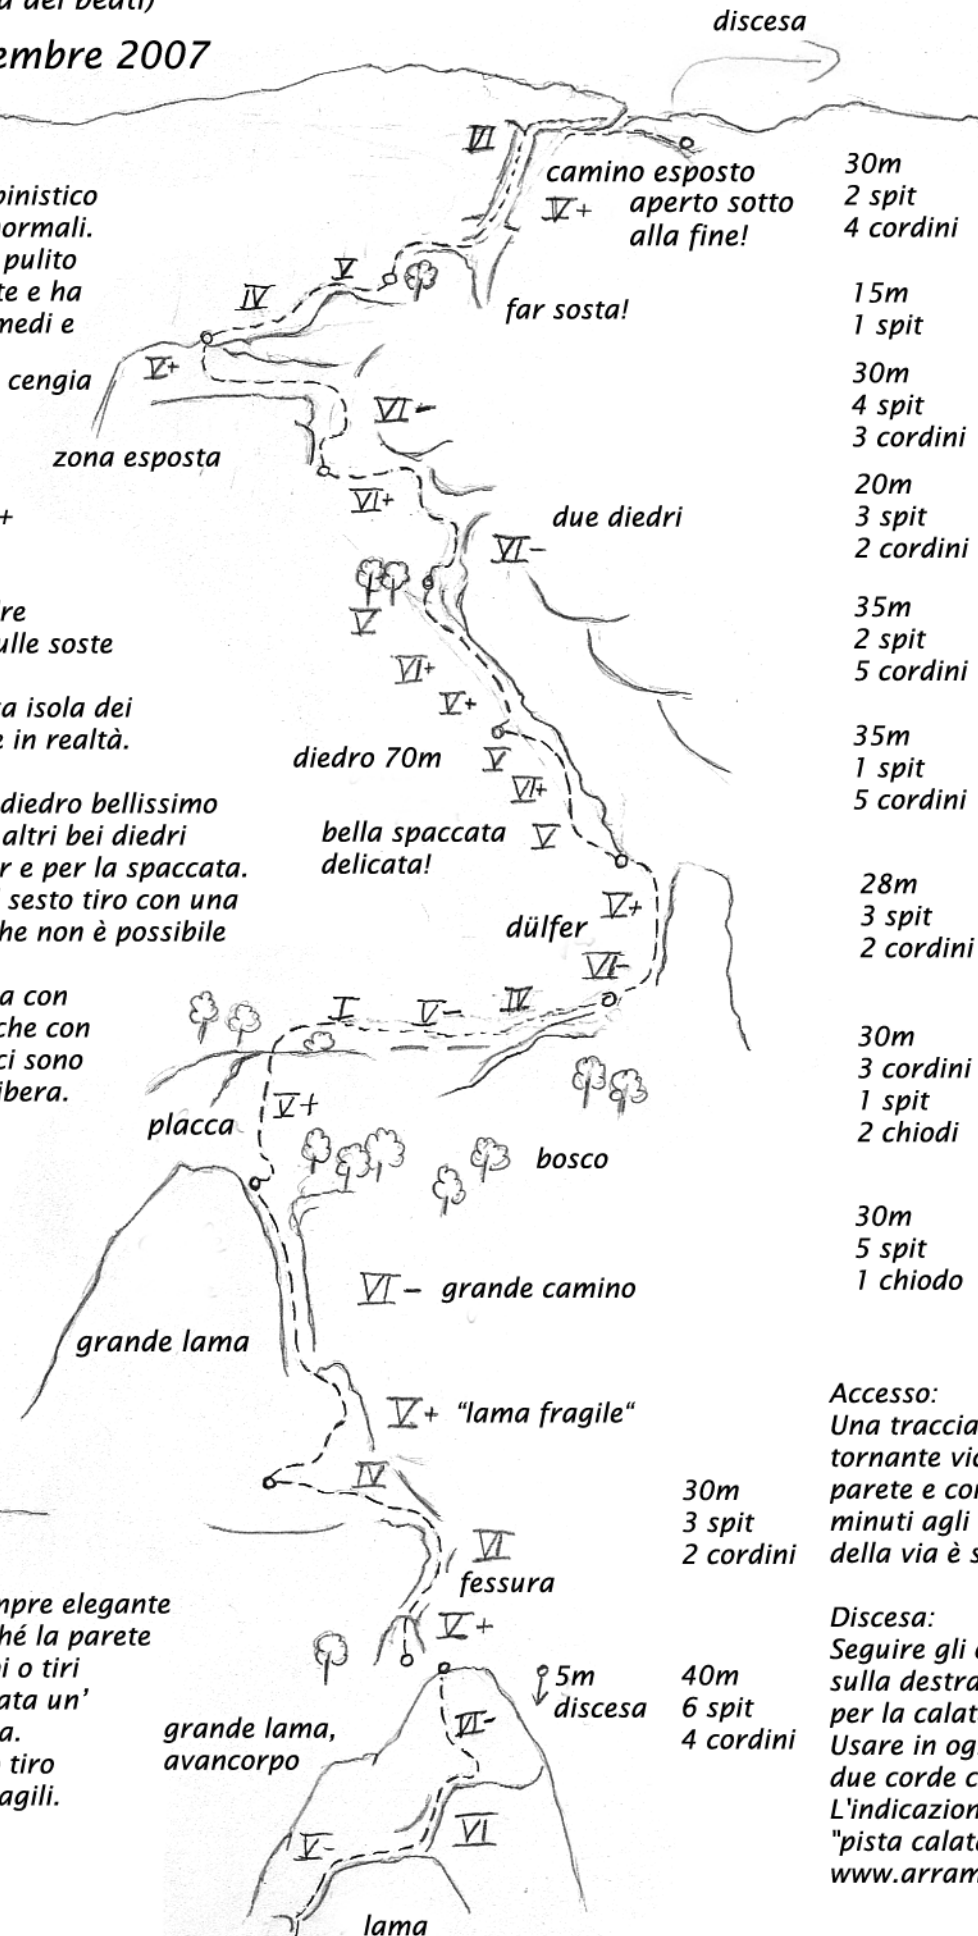 a dei beati)
embre 2007
discesa
VI
camino esposto
V+
aperto sotto
alla fine!
30m
2 spit
4 cordini
pinistico
ormali.
pulito
te e ha
medi e
V
IV
far sosta!
15m
1 spit
V+
cengia
30m
4 spit
3 cordini
VI-
zona esposta
VI+
20m
3 spit
2 cordini
+
due diedri
VI-
re
ulle soste
V
VI+
V+
35m
2 spit
5 cordini
a isola dei
e in realtà.
diedro 70m
V
VI+
V
35m
1 spit
5 cordini
diedro bellissimo
altri bei diedri
r e per la spaccata.
sesto tiro con una
he non è possibile
bella spaccata
delicata!
V+
dülfer
VI-
28m
3 spit
2 cordini
a con
che con
ci sono
ibera.
I
V-
IV
30m
3 cordini
1 spit
2 chiodi
V+
placca
bosco
30m
5 spit
1 chiodo
VI- grande camino
grande lama
V+ "lama fragile"
IV
30m
3 spit
2 cordini
Accesso:
Una traccia
tornante via
parete e co
minuti agli
della via è s
VI
fessura
V+
mpre elegante
hé la parete
i o tiri
ata un'
a.
tiro
agili.
5m
discesa
40m
6 spit
4 cordini
Discesa:
Seguire gli
sulla destra
per la calat
Usare in og
due corde c
L'indicazion
"pista calat
www.arram
grande lama,
avancorpo
VI-
VI
V-
lama